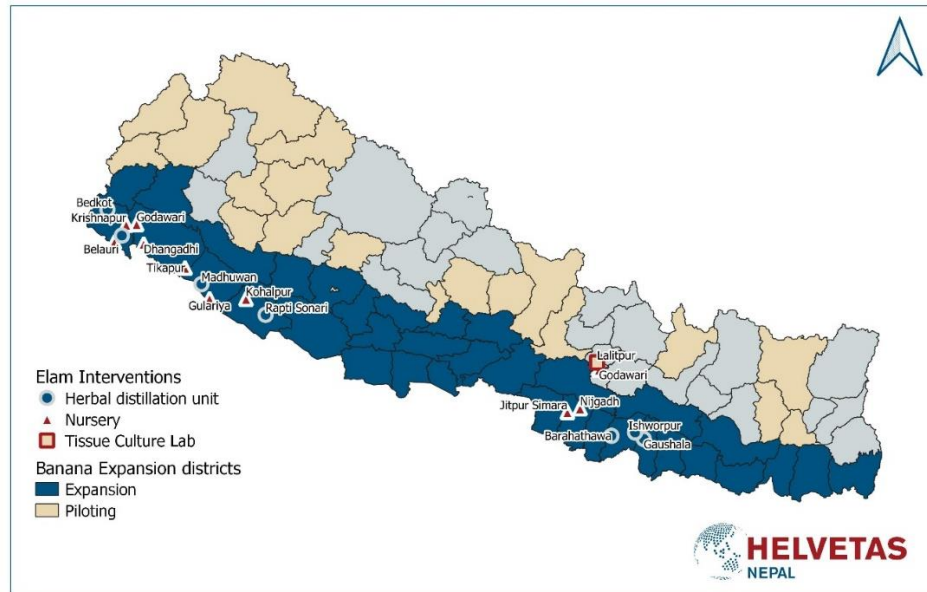 Bedkot
Krishnapur
Godawari
Belauri
Dhangadhi
Tikapur
Madhuwan
Gulariya
Kohalpur
Rapti Sonari
Lalitpur
Godawari
Jitpur Simara
Nijgadh
Barahathawa
Ishworpur
Gaushala
Elam Interventions
Herbal distillation unit
Nursery
Tissue Culture Lab
Banana Expansion districts
Expansion
Piloting
HELVETAS
NEPAL